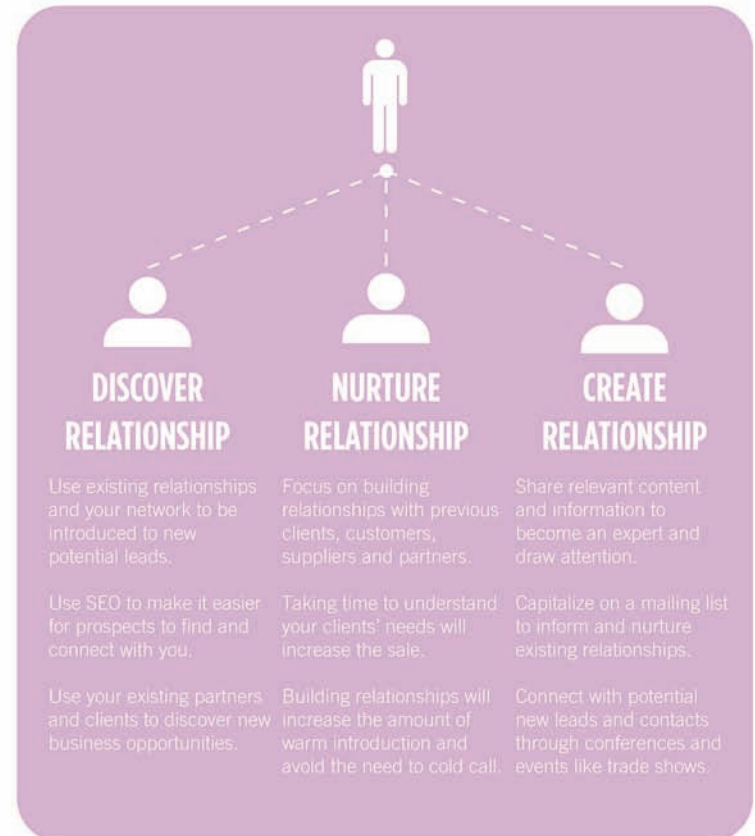 DISCOVER
RELATIONSHIP
Use existing relationships
and your network to be
introduced to new
potential leads.
Use SEO to make it easier
for prospects to find and
connect with you.
Use your existing partners
and clients to discover new
business opportunities.
NURTURE
RELATIONSHIP
Focus on building
relationships with previous
clients, customers,
suppliers and partners.
Taking time to understand
your clients' needs will
increase the sale.
Building relationships will
increase the amount of
warm introduction and
avoid the need to cold call.
CREATE
RELATIONSHIP
Share relevant content
and information to
become an expert and
draw attention.
Capitalize on a mailing list
to inform and nurture
existing relationships.
Connect with potential
new leads and contacts
through conferences and
events like trade shows.